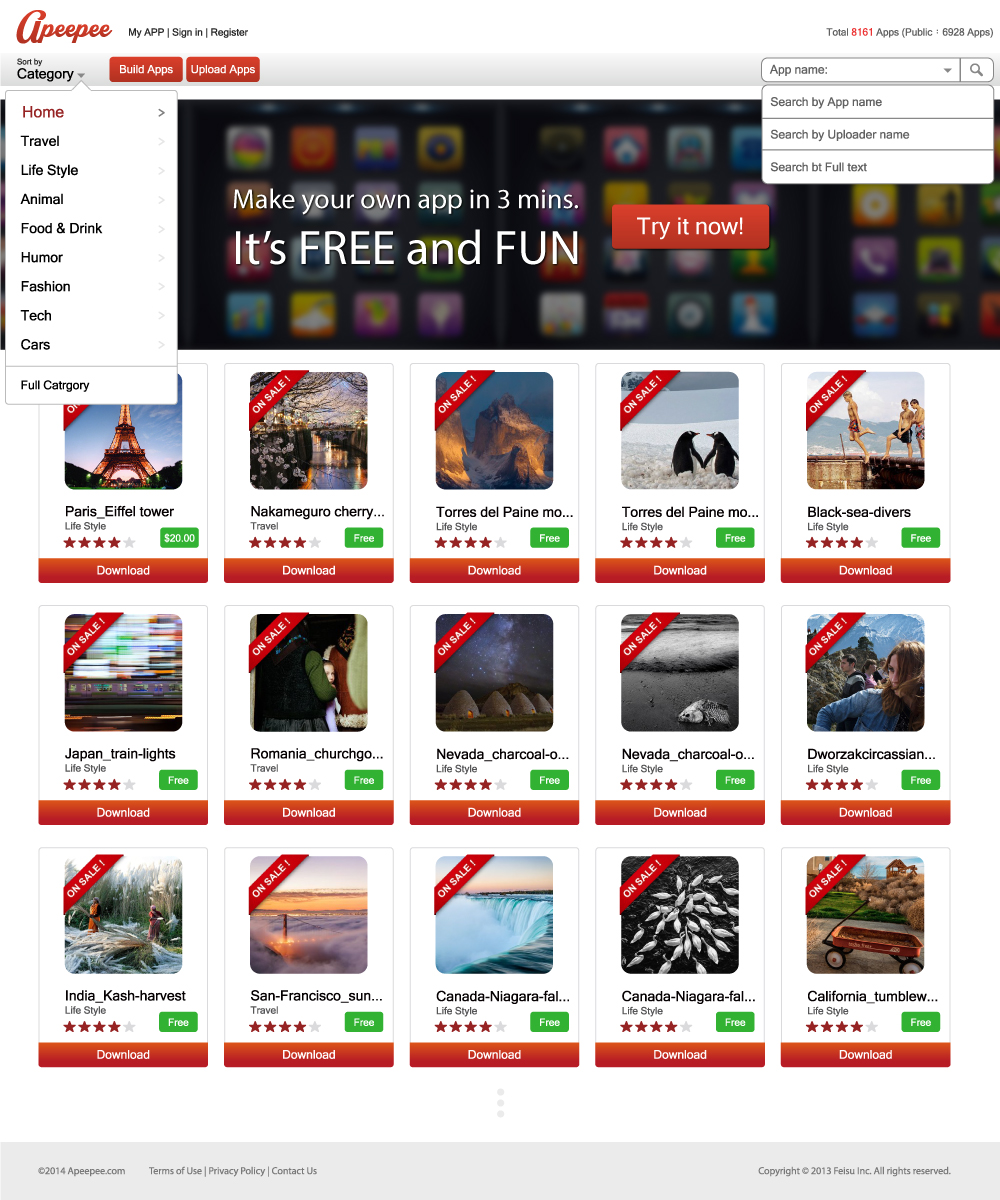 Apeepee
My APP | Sign in | Register
Total 8161 Apps (Public : 6928 Apps)
Sort by
Category
Build Apps
Upload Apps
App name:
Search by App name
Search by Uploader name
Search bt Full text
Home >
Travel >
Life Style >
Animal >
Food & Drink >
Humor >
Fashion >
Tech >
Cars >
Full Catrgory
Make your own app in 3 mins.
It's FREE and FUN
Try it now!
ON SALE ! ON SALE ! ON SALE ! ON SALE !
Paris_Eiffel tower Nakameguro cherry... Torres del Paine mo... Torres del Paine mo... Black-sea-divers
Life Style Travel Life Style Life Style Life Style
$20.00 Free Free Free Free
Download Download Download Download Download
ON SALE ! ON SALE ! ON SALE ! ON SALE ! ON SALE !
Japan_train-lights Romania_churchgo... Nevada_charcoal-o... Nevada_charcoal-o... Dworzakcircassian...
Life Style Travel Life Style Life Style Life Style
Free Free Free Free Free
Download Download Download Download Download
ON SALE ! ON SALE ! ON SALE ! ON SALE ! ON SALE !
India_Kash-harvest San-Francisco_sun... Canada-Niagara-fal... Canada-Niagara-fal... California_tumblew...
Life Style Travel Life Style Life Style Life Style
Free Free Free Free Free
Download Download Download Download Download
©2014 Apeepee.com Terms of Use | Privacy Policy | Contact Us Copyright © 2013 Feisu Inc. All rights reserved.